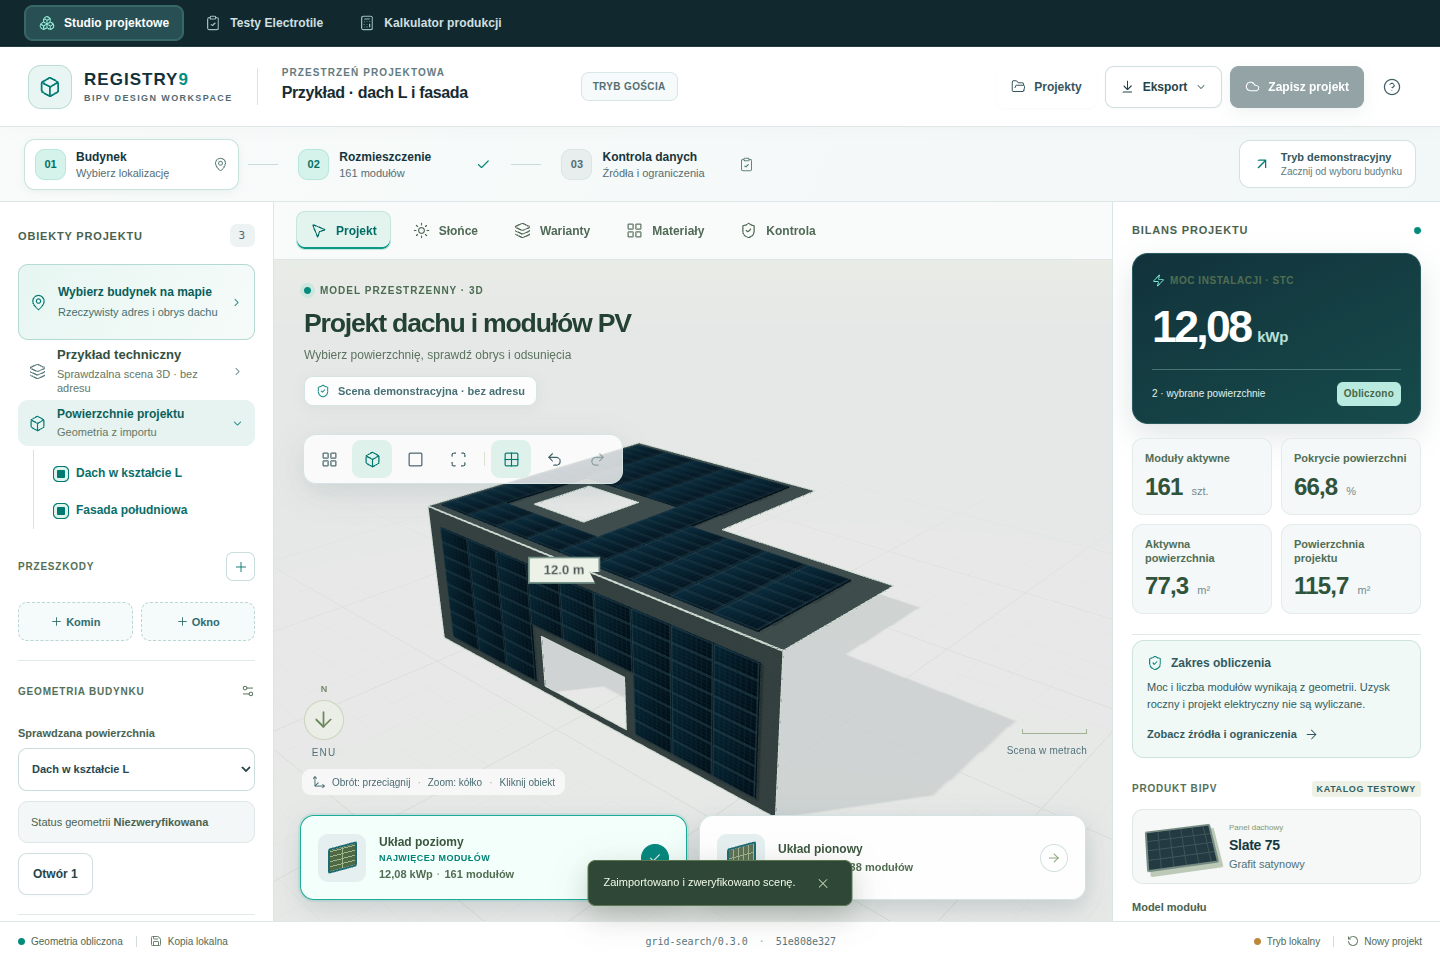 Studio projektowe
Testy Electrotile
Kalkulator produkcji
REGISTRY9
BIPV DESIGN WORKSPACE
PRZESTRZEŃ PROJEKTOWA
Przykład · dach L i fasada
TRYB GOŚCIA
Projekty
Eksport
Zapisz projekt
01
Budynek
Wybierz lokalizację
02
Rozmieszczenie
161 modułów
03
Kontrola danych
Źródła i ograniczenia
Tryb demonstracyjny
Zacznij od wyboru budynku
OBIEKTY PROJEKTU
3
Wybierz budynek na mapie
Rzeczywisty adres i obrys dachu
Przykład techniczny
Sprawdzalna scena 3D · bez
adresu
Powierzchnie projektu
Geometria z importu
Dach w kształcie L
Fasada południowa
PRZESZKODY
Komin
Okno
GEOMETRIA BUDYNKU
Sprawdzana powierzchnia
Dach w kształcie L
Status geometrii Niezweryfikowana
Otwór 1
Projekt
Słońce
Warianty
Materiały
Kontrola
MODEL PRZESTRZENNY · 3D
Projekt dachu i modułów PV
Wybierz powierzchnię, sprawdź obrys i odsunięcia
Scena demonstracyjna · bez adresu
12.0 m
N
ENU
Scena w metrach
Obrót: przeciągnij · Zoom: kółko · Kliknij obiekt
Układ poziomy
NAJWIĘCEJ MODUŁÓW
12,08 kWp · 161 modułów
Układ pionowy
38 modułów
Zaimportowano i zweryfikowano scenę.
BILANS PROJEKTU
MOC INSTALACJI · STC
12,08 kWp
2 · wybrane powierzchnie
Obliczono
Moduły aktywne
161 szt.
Pokrycie powierzchni
66,8 %
Aktywna
powierzchnia
77,3 m²
Powierzchnia
projektu
115,7 m²
Zakres obliczenia
Moc i liczba modułów wynikają z geometrii. Uzysk
roczny i projekt elektryczny nie są wyliczane.
Zobacz źródła i ograniczenia
PRODUKT BIPV
KATALOG TESTOWY
Panel dachowy
Slate 75
Grafit satynowy
Model modułu
Geometria obliczona
Kopia lokalna
grid-search/0.3.0 · 51e808e327
Tryb lokalny
Nowy projekt